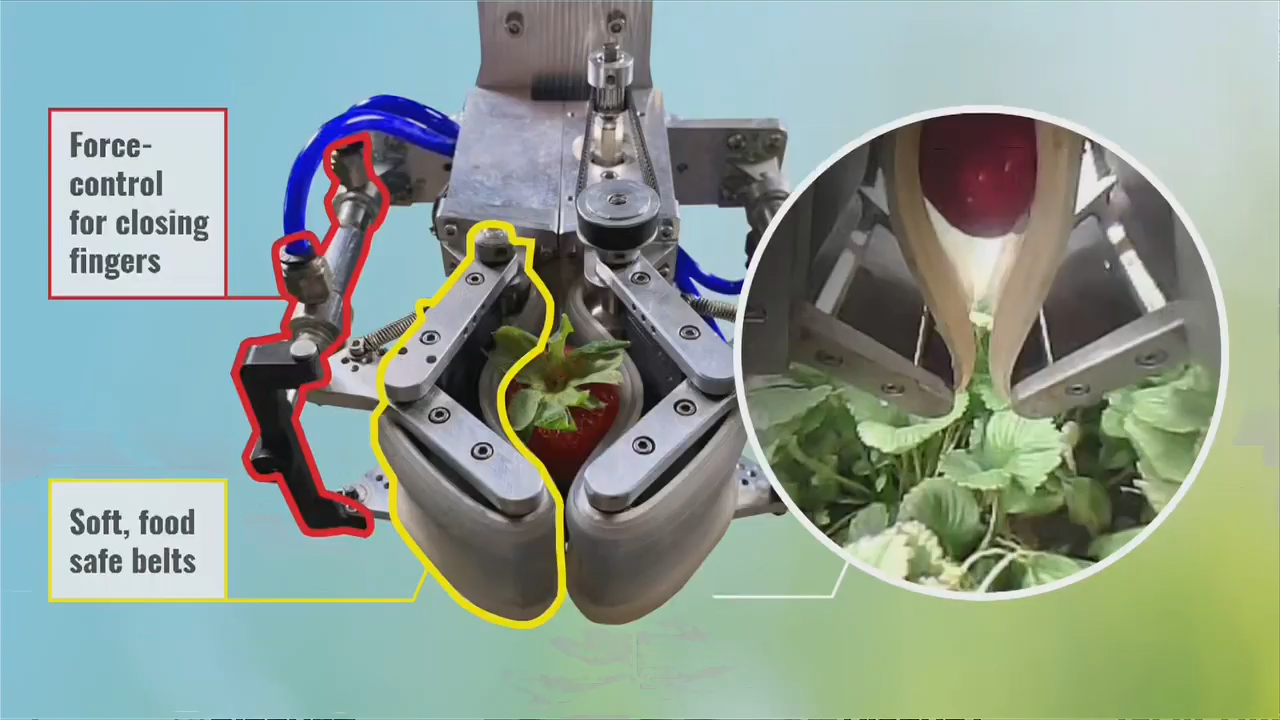 Force-
control
for closing
fingers
Soft, food
safe belts